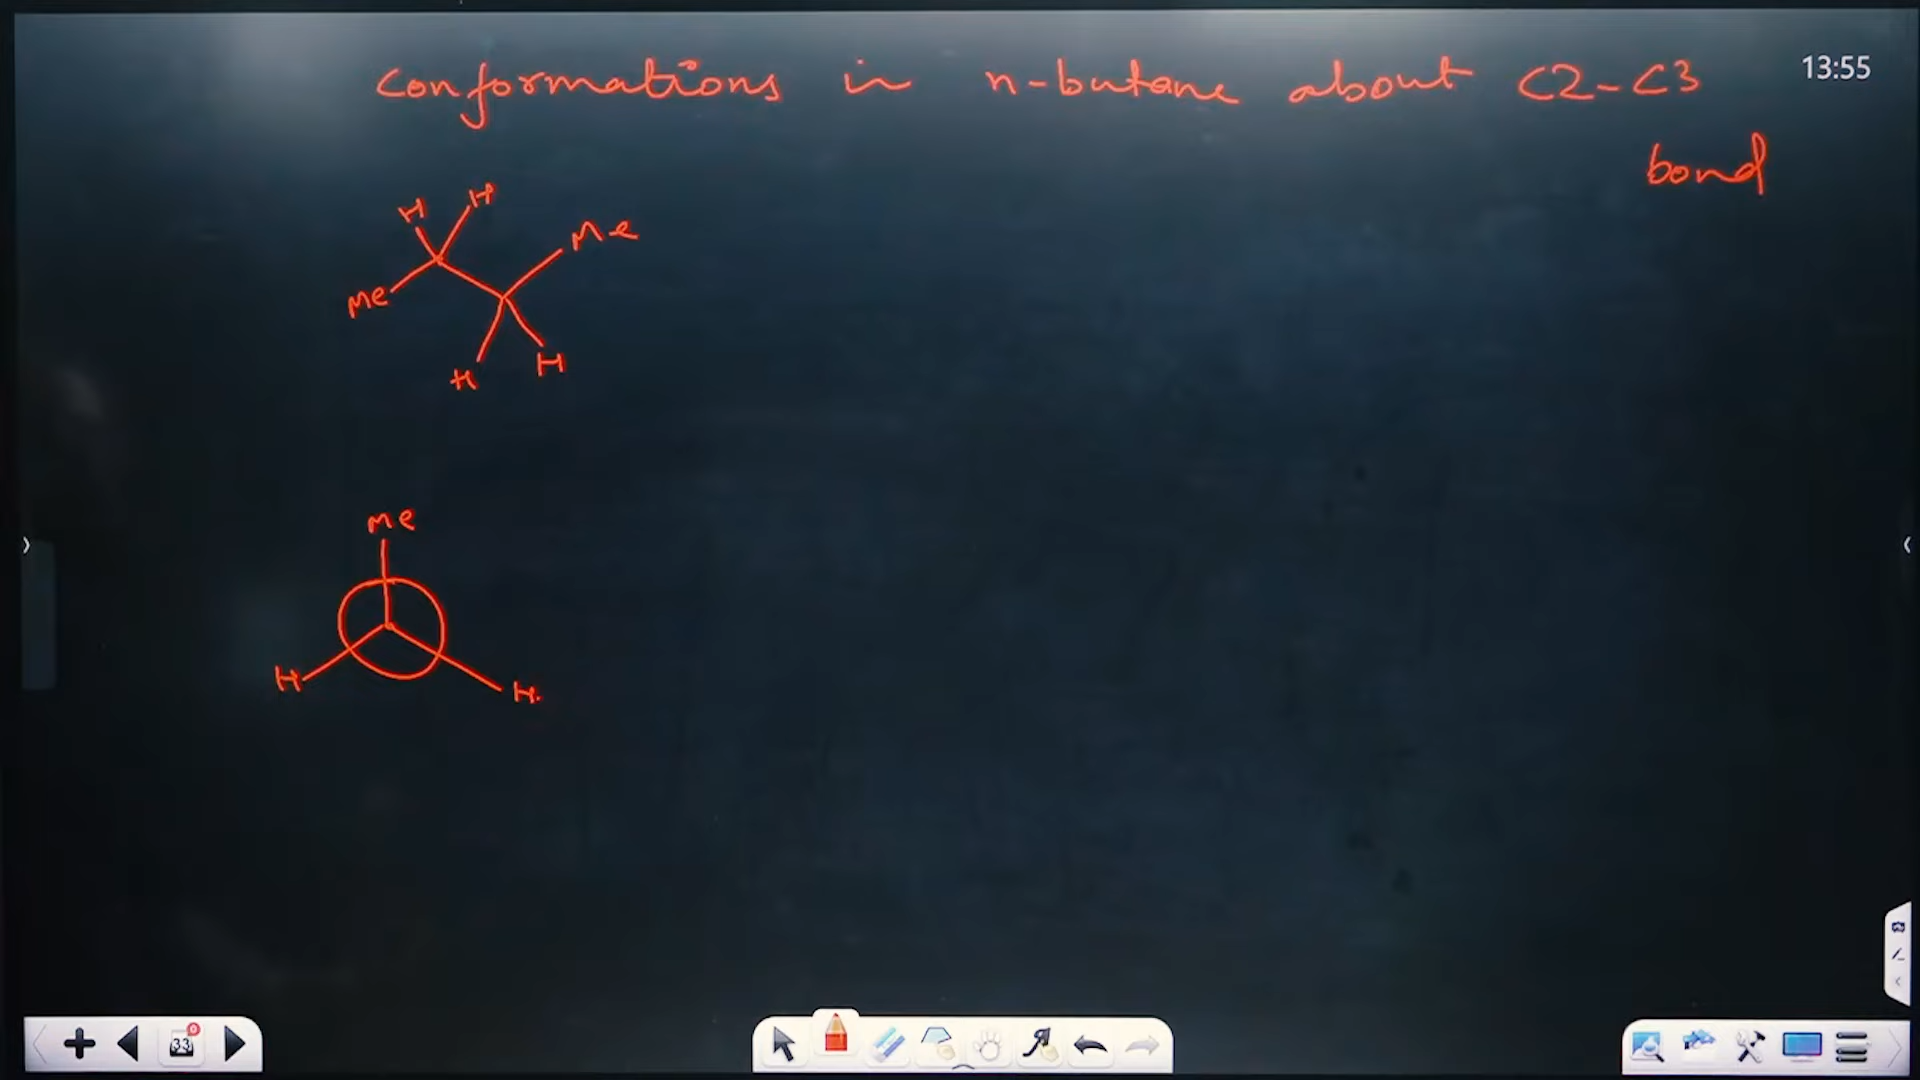 conformations in n-butane about C2-C3
13:55
bond
H H
Me
Me
H H
Me
H H
33